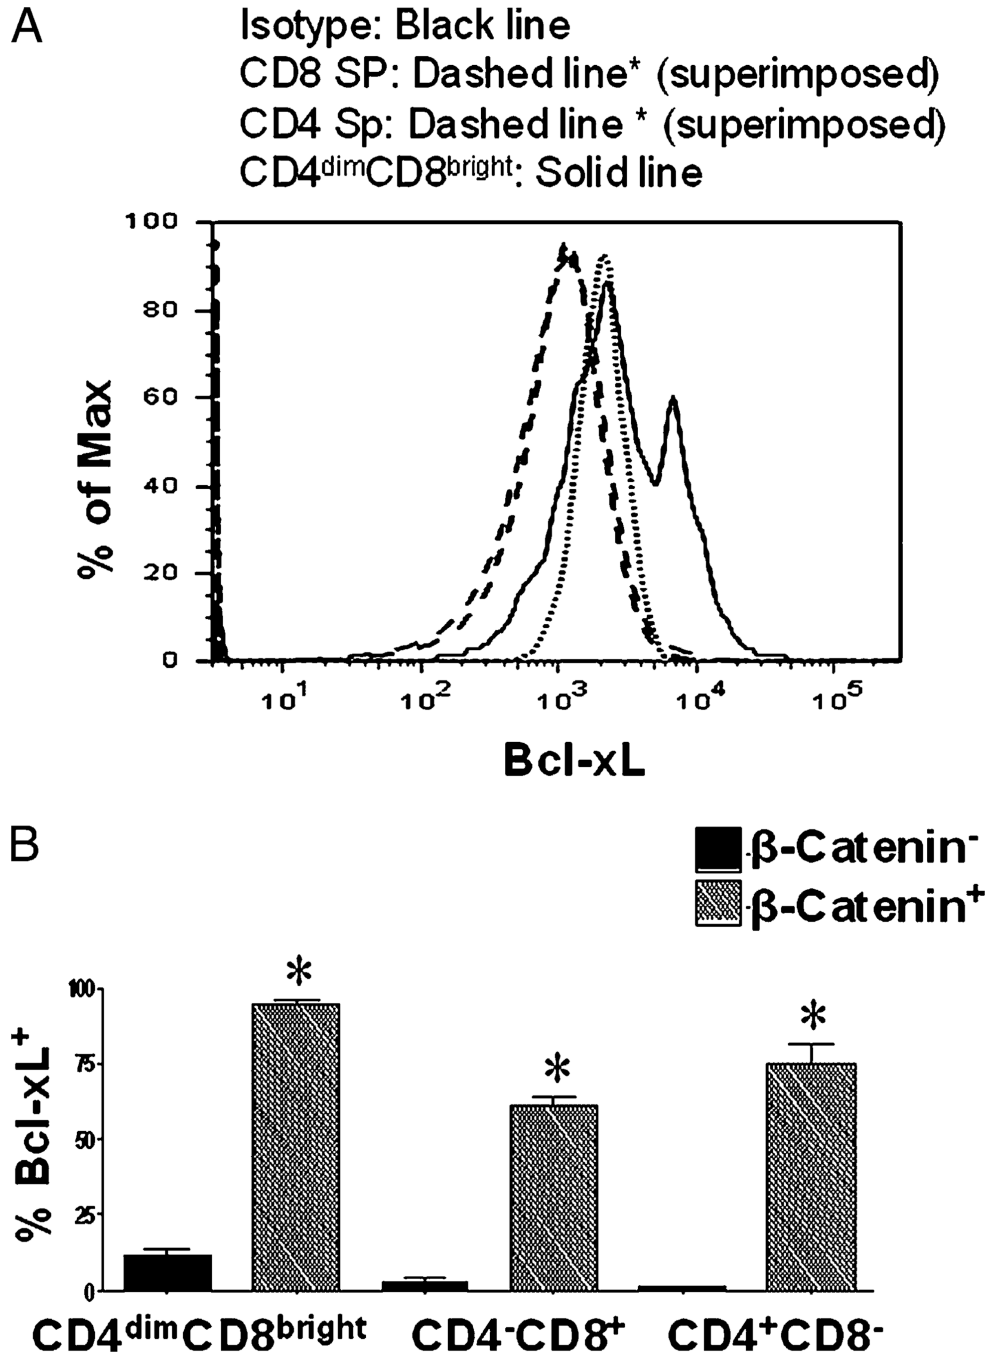 A
Isotype: Black line
CD8 SP: Dashed line* (superimposed)
CD4 Sp: Dashed line * (superimposed)
CD4dimCD8bright: Solid line
100
80
60
40
20
0
% of Max
10¹ 10² 10³ 10⁴ 10⁵
Bcl-xL
B
β-Catenin⁻
β-Catenin⁺
100
75
50
25
0
% Bcl-xL⁺
* * *
CD4dimCD8bright CD4⁻CD8⁺ CD4⁺CD8⁻